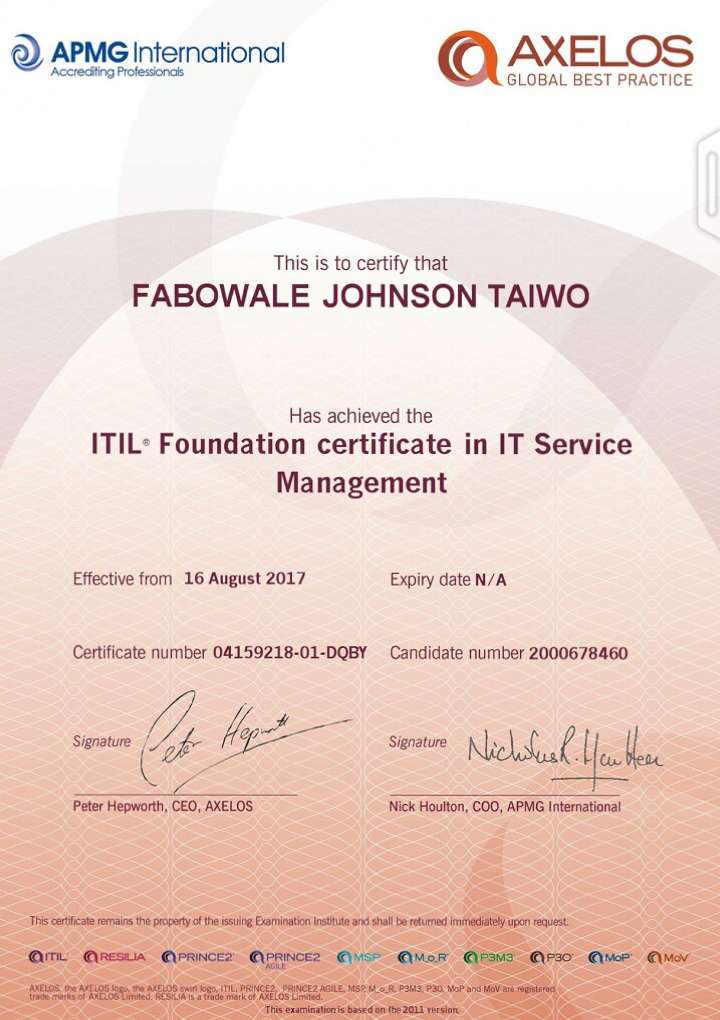 APMG International
Accrediting Professionals
AXELOS
GLOBAL BEST PRACTICE
This is to certify that
FABOWALE JOHNSON TAIWO
Has achieved the
ITIL® Foundation certificate in IT Service
Management
Effective from 16 August 2017
Expiry date N/A
Certificate number 04159218-01-DQBY
Candidate number 2000678460
Signature Peter Hepworth
Signature
Peter Hepworth, CEO, AXELOS
Nick Houlton, COO, APMG International
This certificate remains the property of the issuing Examination Institute and shall be returned immediately upon request.
ITIL® RESILIA PRINCE2® PRINCE2 MSP® M_o_R® P3M3® P3O® MoP® MoV®
AGILE
AXELOS, the AXELOS logo, the AXELOS swirl logo, ITIL, PRINCE2, PRINCE2 AGILE, MSP, M_o_R, P3M3, P3O, MoP and MoV are registered
trade marks of AXELOS Limited. RESILIA is a trade mark of AXELOS Limited.
This examination is based on the 2011 version.